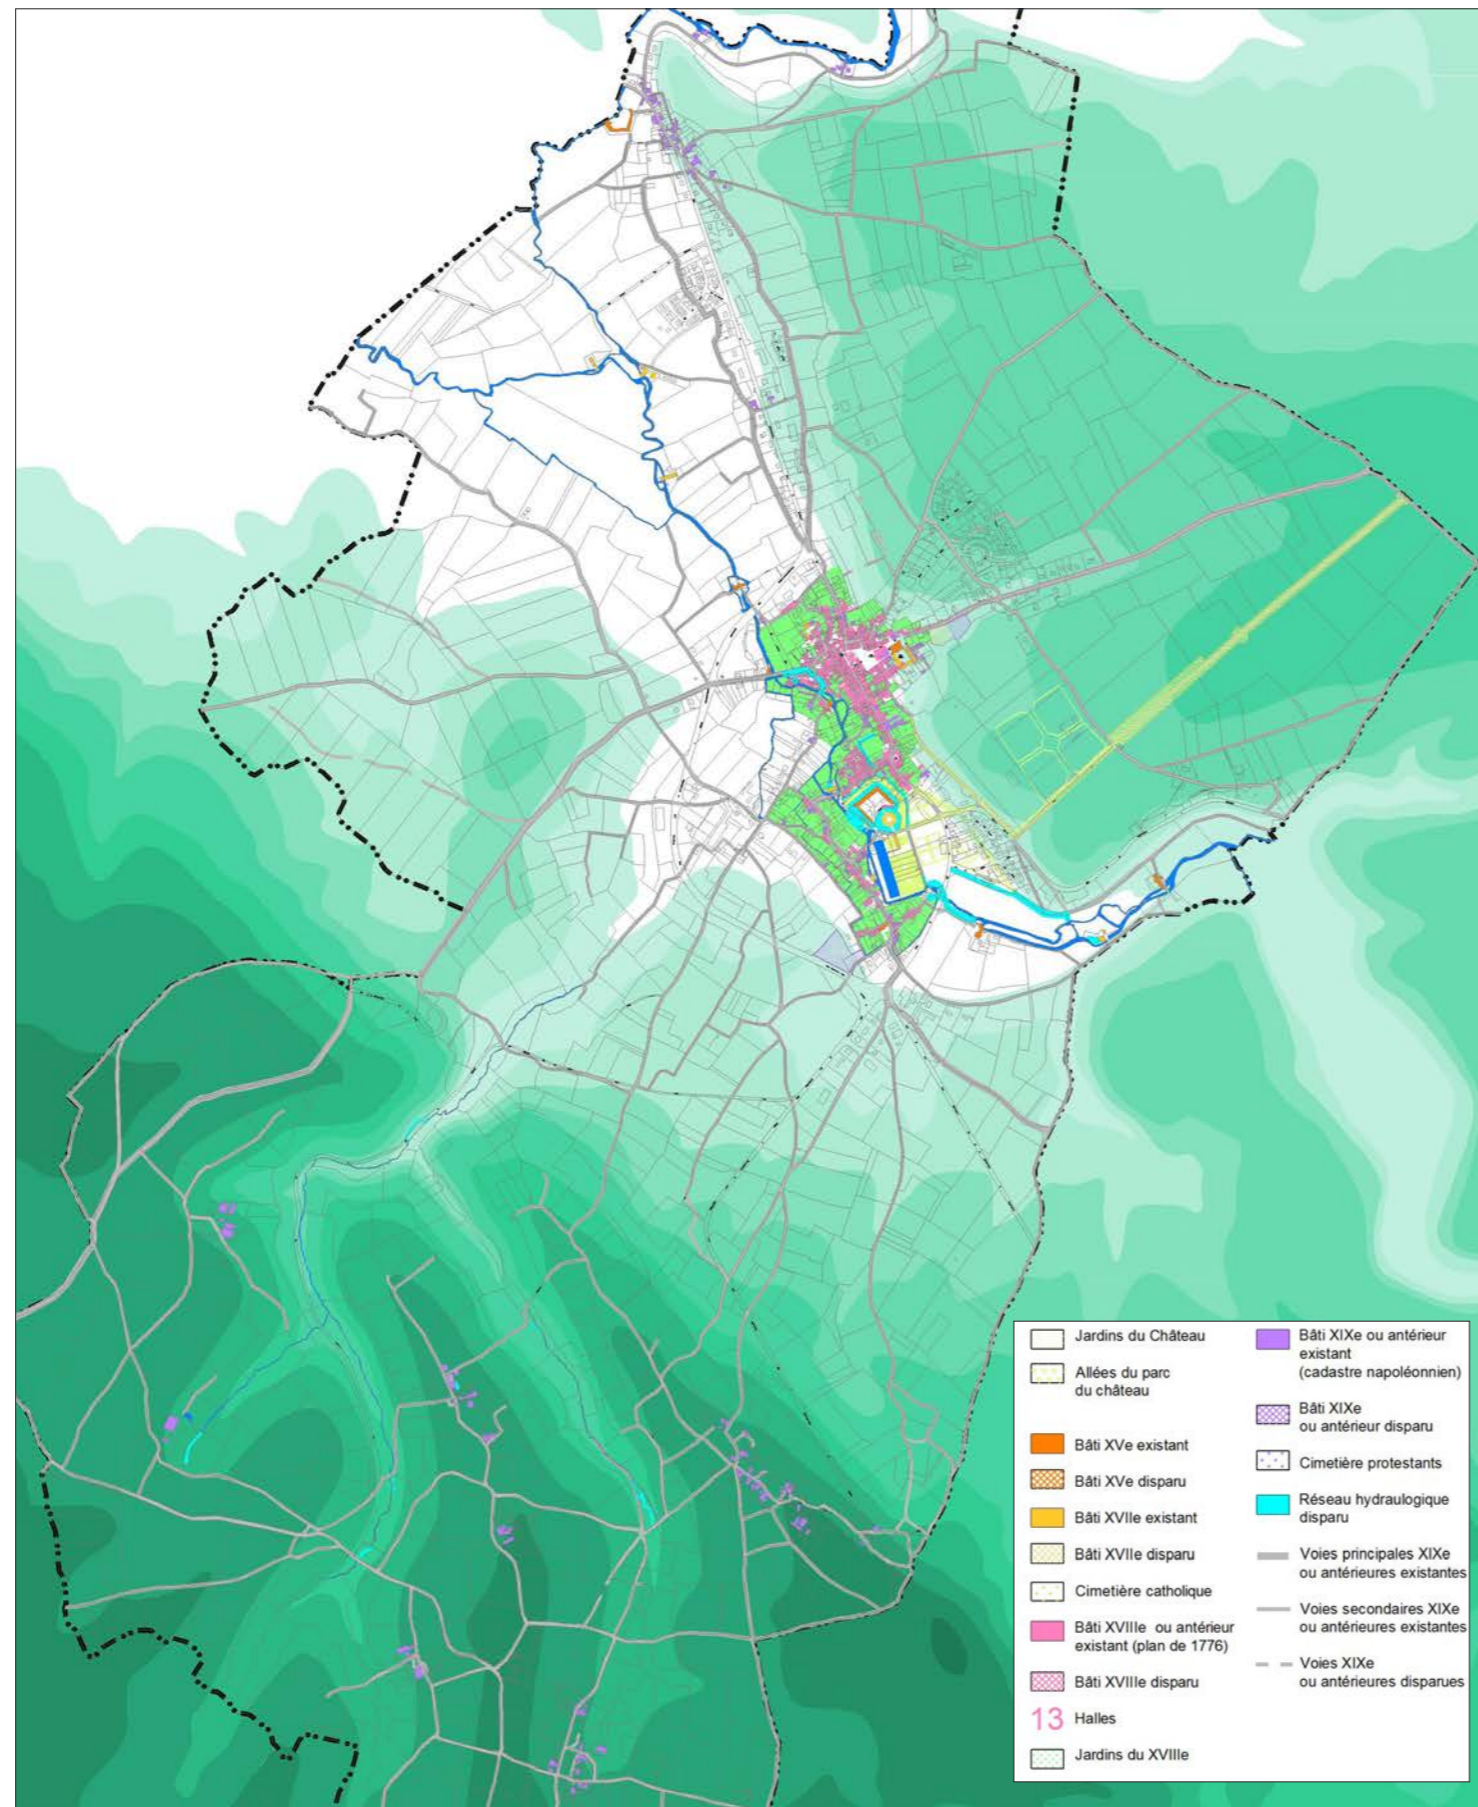 Jardins du Château
Allées du parc
du château
Bâti XVe existant
Bâti XVe disparu
Bâti XVIIe existant
Bâti XVIIe disparu
Cimetière catholique
Bâti XVIIIe ou antérieur
existant (plan de 1776)
Bâti XVIIIe disparu
13 Halles
Jardins du XVIIIe
Bâti XIXe ou antérieur
existant
(cadastre napoléonnien)
Bâti XIXe
ou antérieur disparu
Cimetière protestants
Réseau hydraulogique
disparu
Voies principales XIXe
ou antérieures existantes
Voies secondaires XIXe
ou antérieures existantes
Voies XIXe
ou antérieures disparues